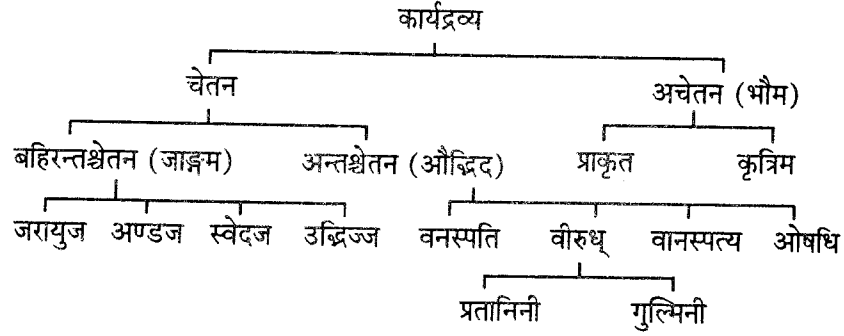 कार्यद्रव्य
चेतन अचेतन (भौम)
बहिरन्तश्चेतन (जाङ्गम) अन्तश्चेतन (औद्भिद) प्राकृत कृत्रिम
जरायुज अण्डज स्वेदज उद्भिज्ज वनस्पति वीरुध् वानस्पत्य ओषधि
प्रतानिनी गुल्मिनी